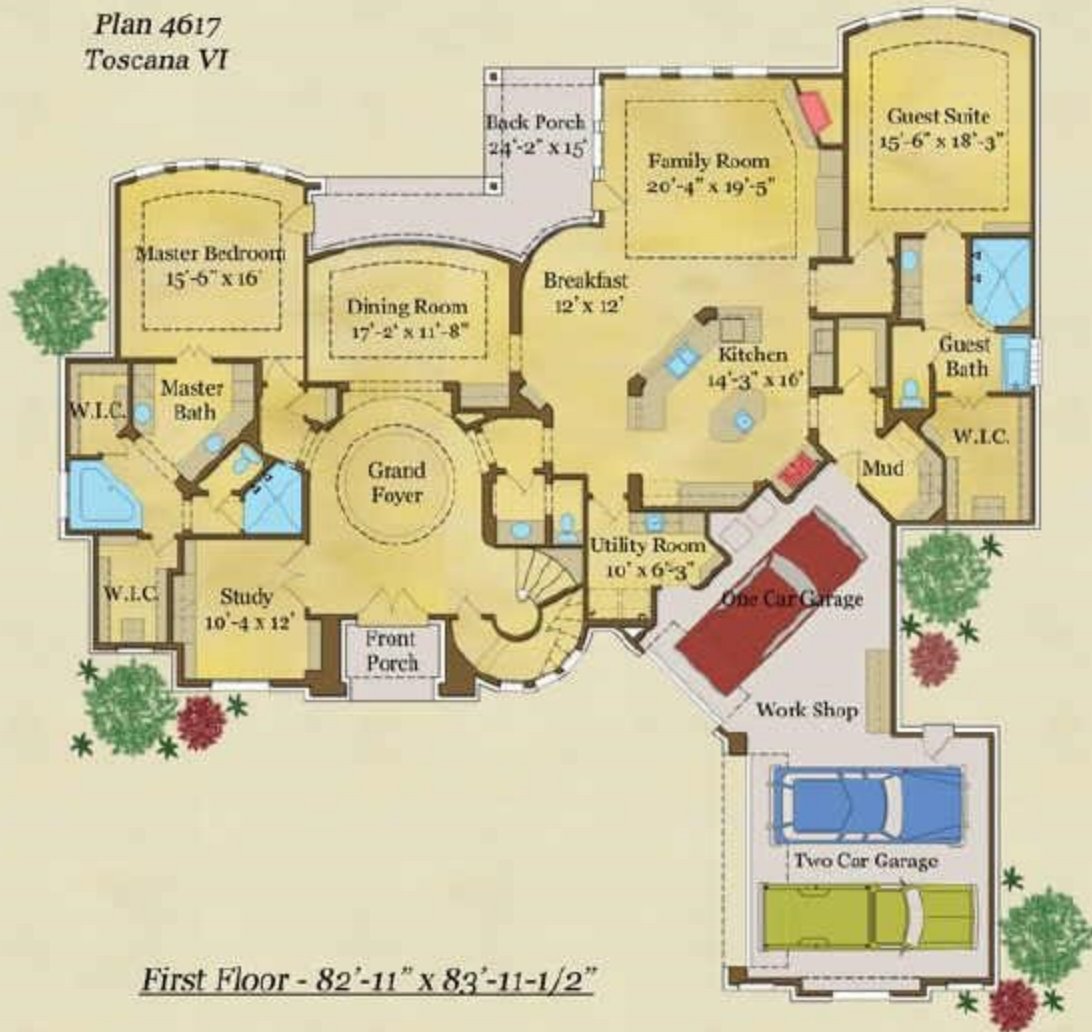 Plan 4617
Toscana VI
Back Porch
24'-2" x 15'
Family Room
20'-4" x 19'-5"
Guest Suite
15'-6" x 18'-3"
Master Bedroom
15'-6" x 16'
Dining Room
17'-2' x 11'-8"
Breakfast
12' x 12'
Kitchen
14'-3" x 16'
Guest
Bath
W.I.C.
Master
Bath
W.I.C.
Grand
Foyer
Mud
Utility Room
10' x 6'-3"
W.I.C.
Study
10'-4 x 12'
Front
Porch
One Car Garage
Work Shop
Two Car Garage
First Floor - 82'-11" x 83'-11-1/2"